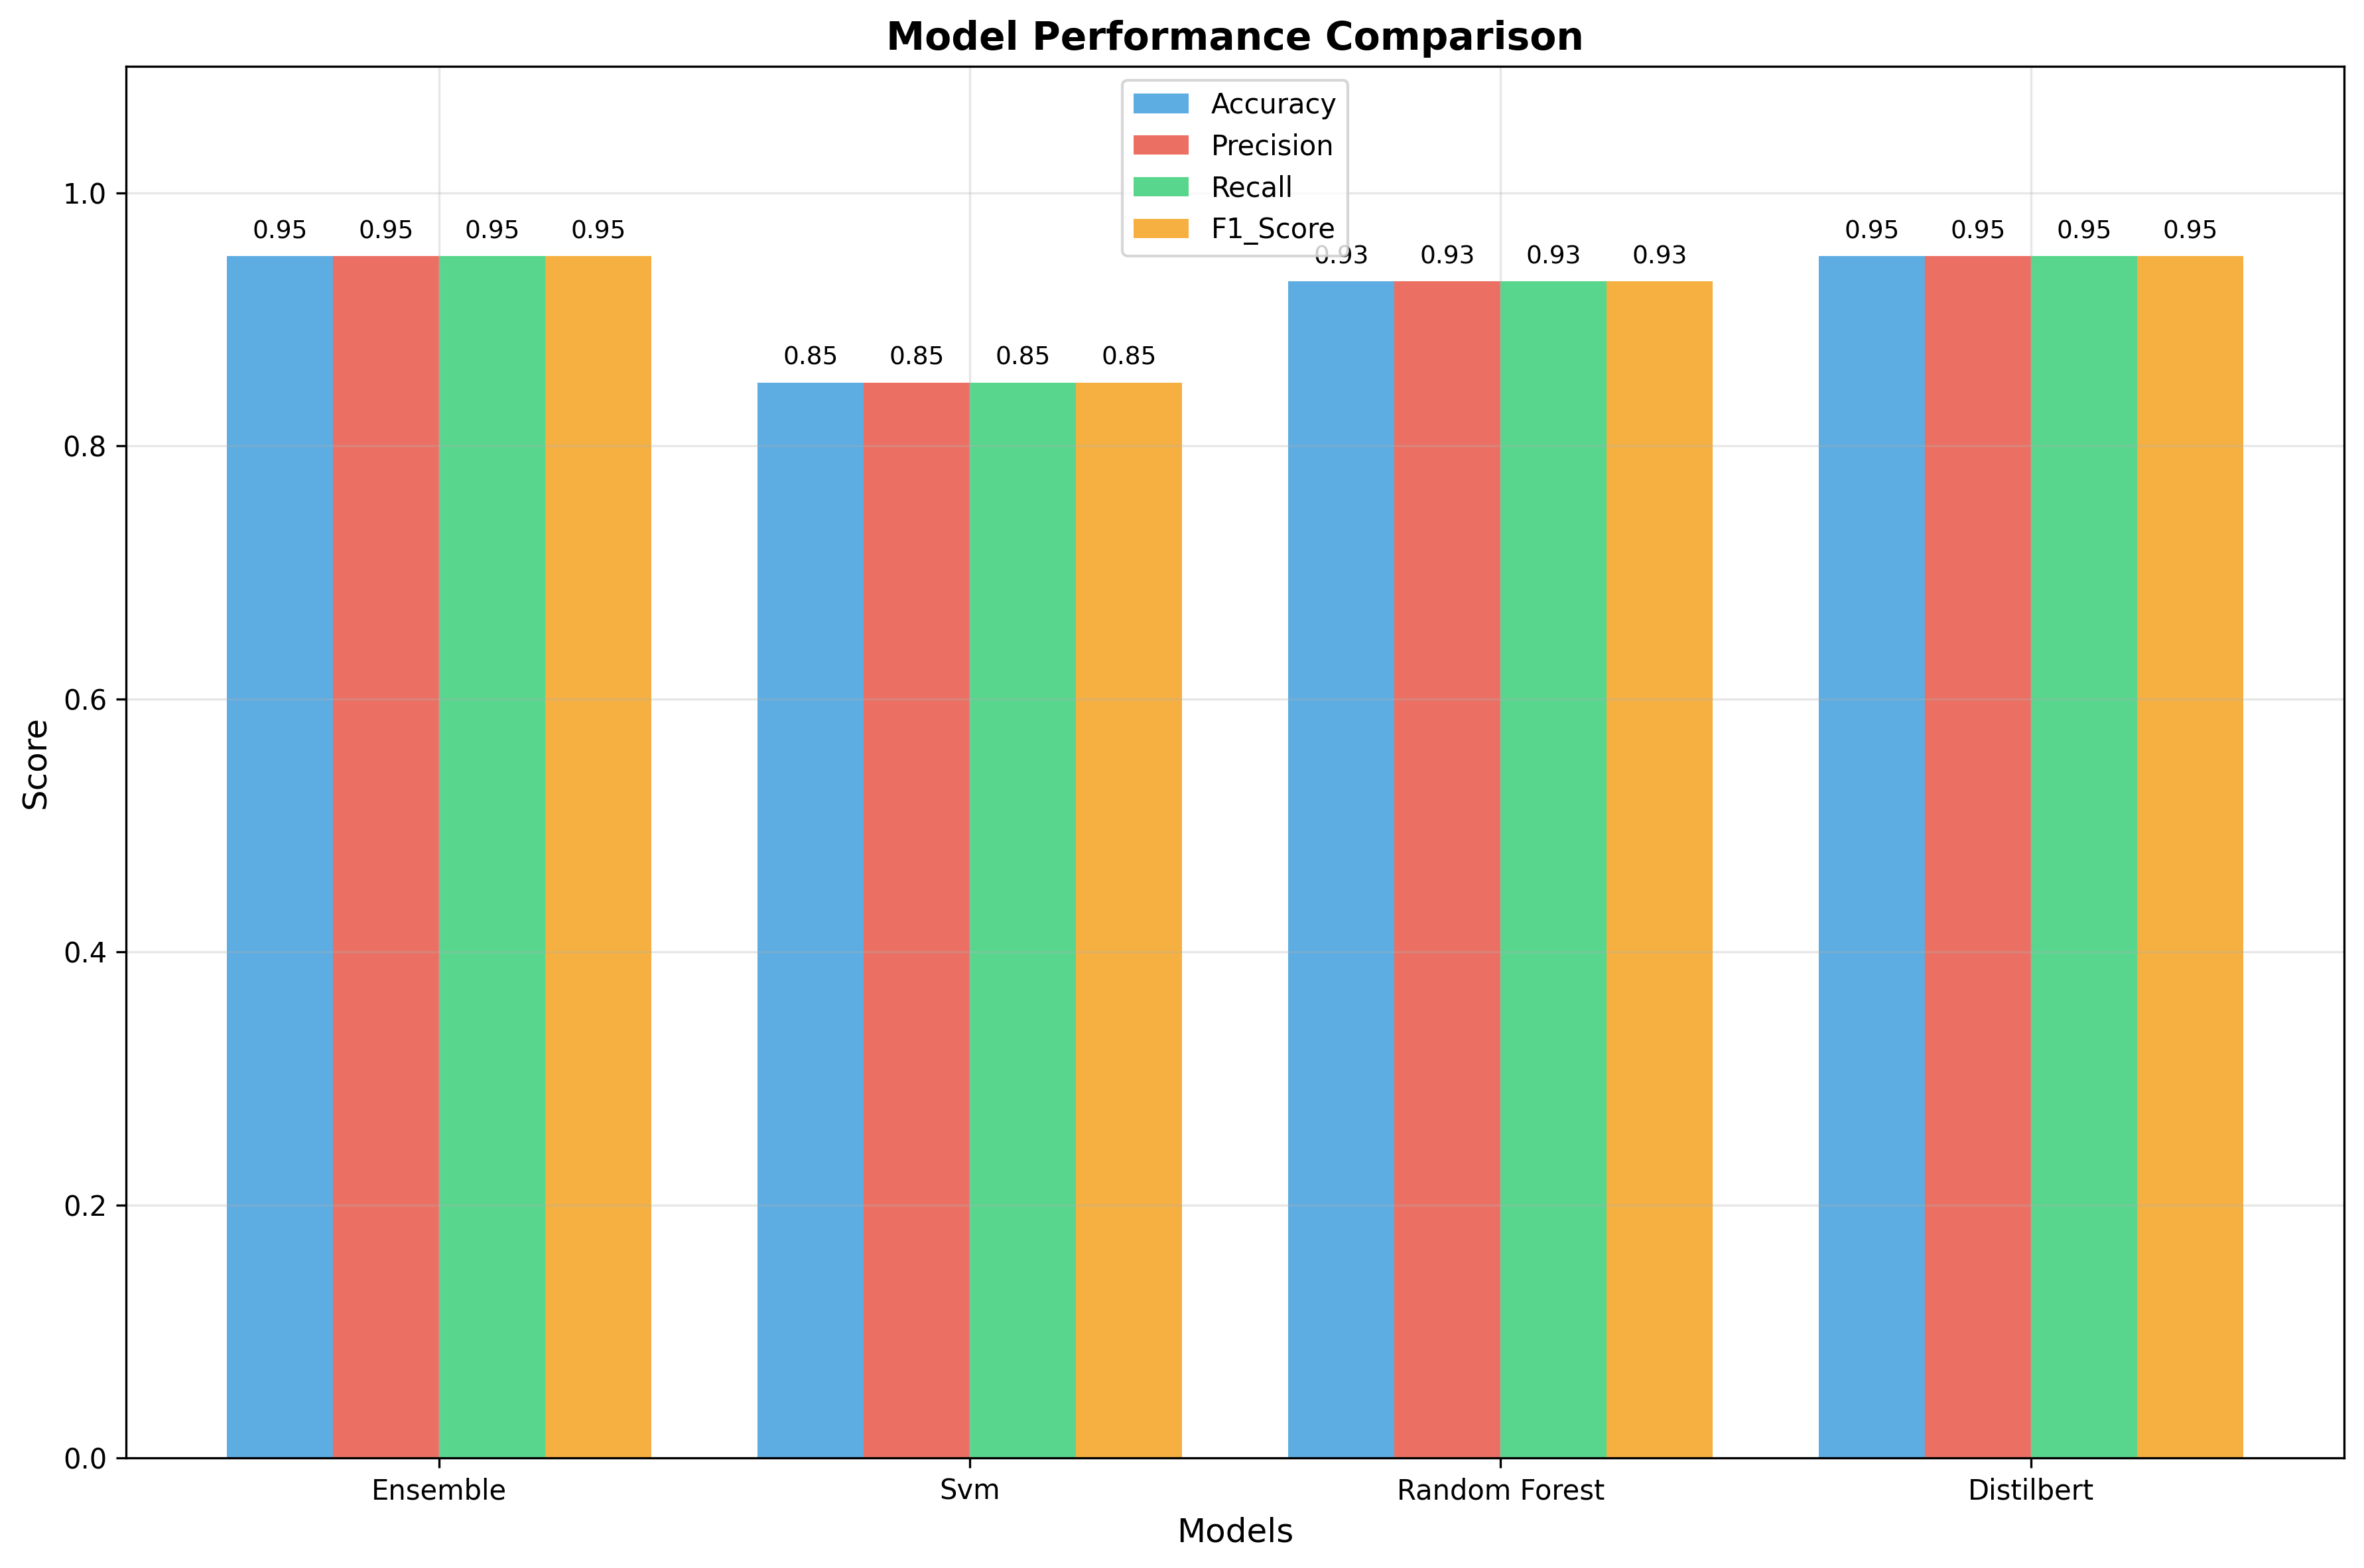 Model Performance Comparison
Accuracy
Precision
Recall
F1_Score
1.0
0.8
0.6
0.4
0.2
0.0
Score
0.95 0.95 0.95 0.95
0.85 0.85 0.85 0.85
0.93 0.93 0.93 0.93
0.95 0.95 0.95 0.95
Ensemble Svm Random Forest Distilbert
Models